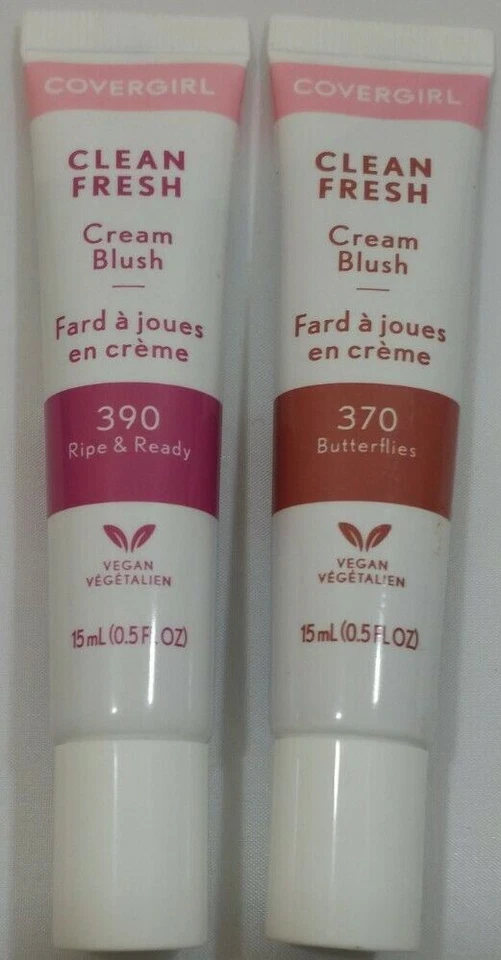 COVERGIRL
CLEAN
FRESH
Cream
Blush
Fard à joues
en crème
390
Ripe & Ready
VEGAN
VÉGÉTALIEN
15 mL (0.5 FL OZ)
COVERGIRL
CLEAN
FRESH
Cream
Blush
Fard à joues
en crème
370
Butterflies
VEGAN
VÉGÉTALIEN
15 mL (0.5 FL OZ)